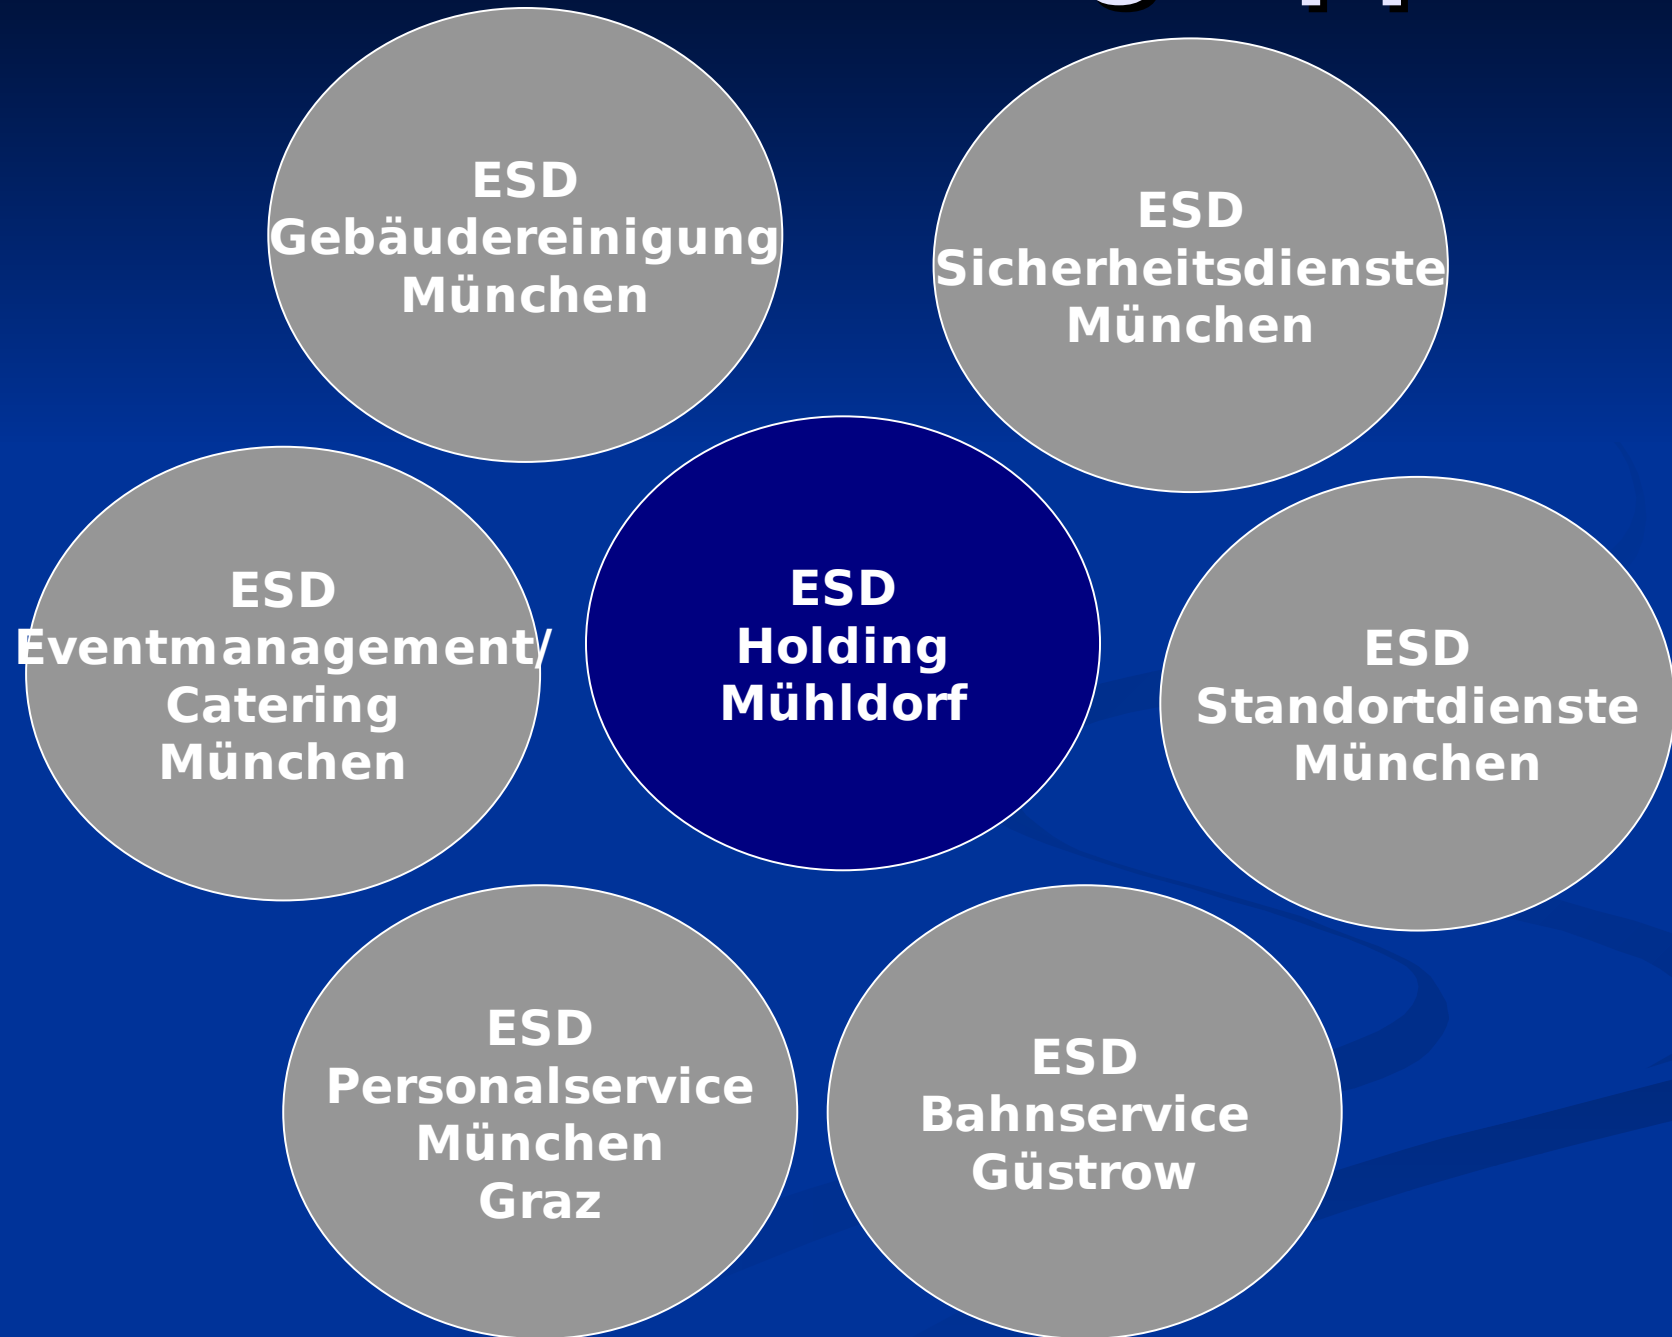 ESD
Gebäudereinigung
München
ESD
Sicherheitsdienste
München
ESD
Eventmanagement/
Catering
München
ESD
Holding
Mühldorf
ESD
Standortdienste
München
ESD
Personalservice
München
Graz
ESD
Bahnservice
Güstrow